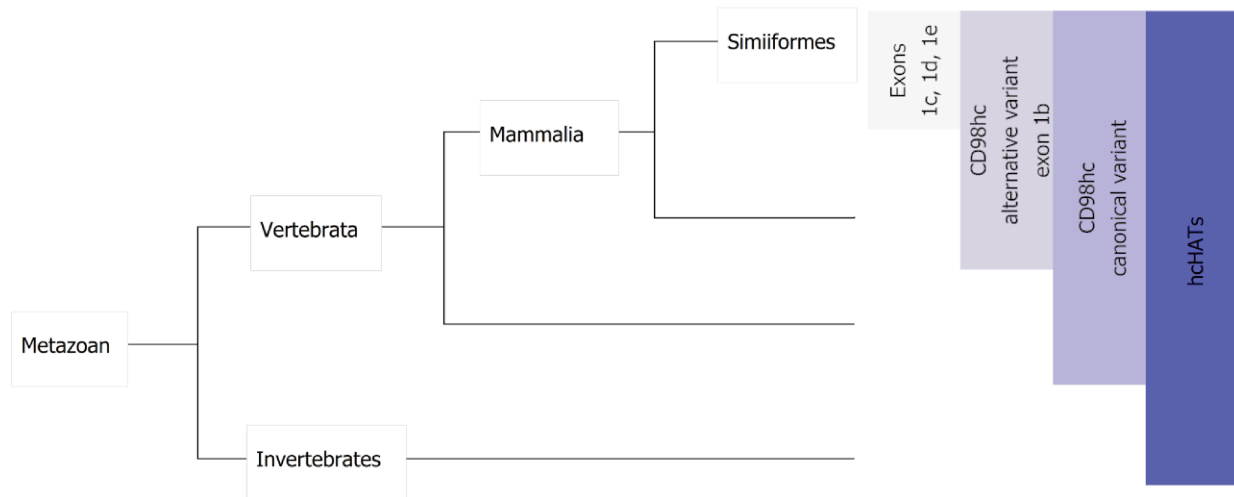 Simiiformes
Mammalia
Vertebrata
Metazoan
Invertebrates
Exons
1c, 1d, 1e
CD98hc
alternative variant
exon 1b
CD98hc
canonical variant
hcHATs